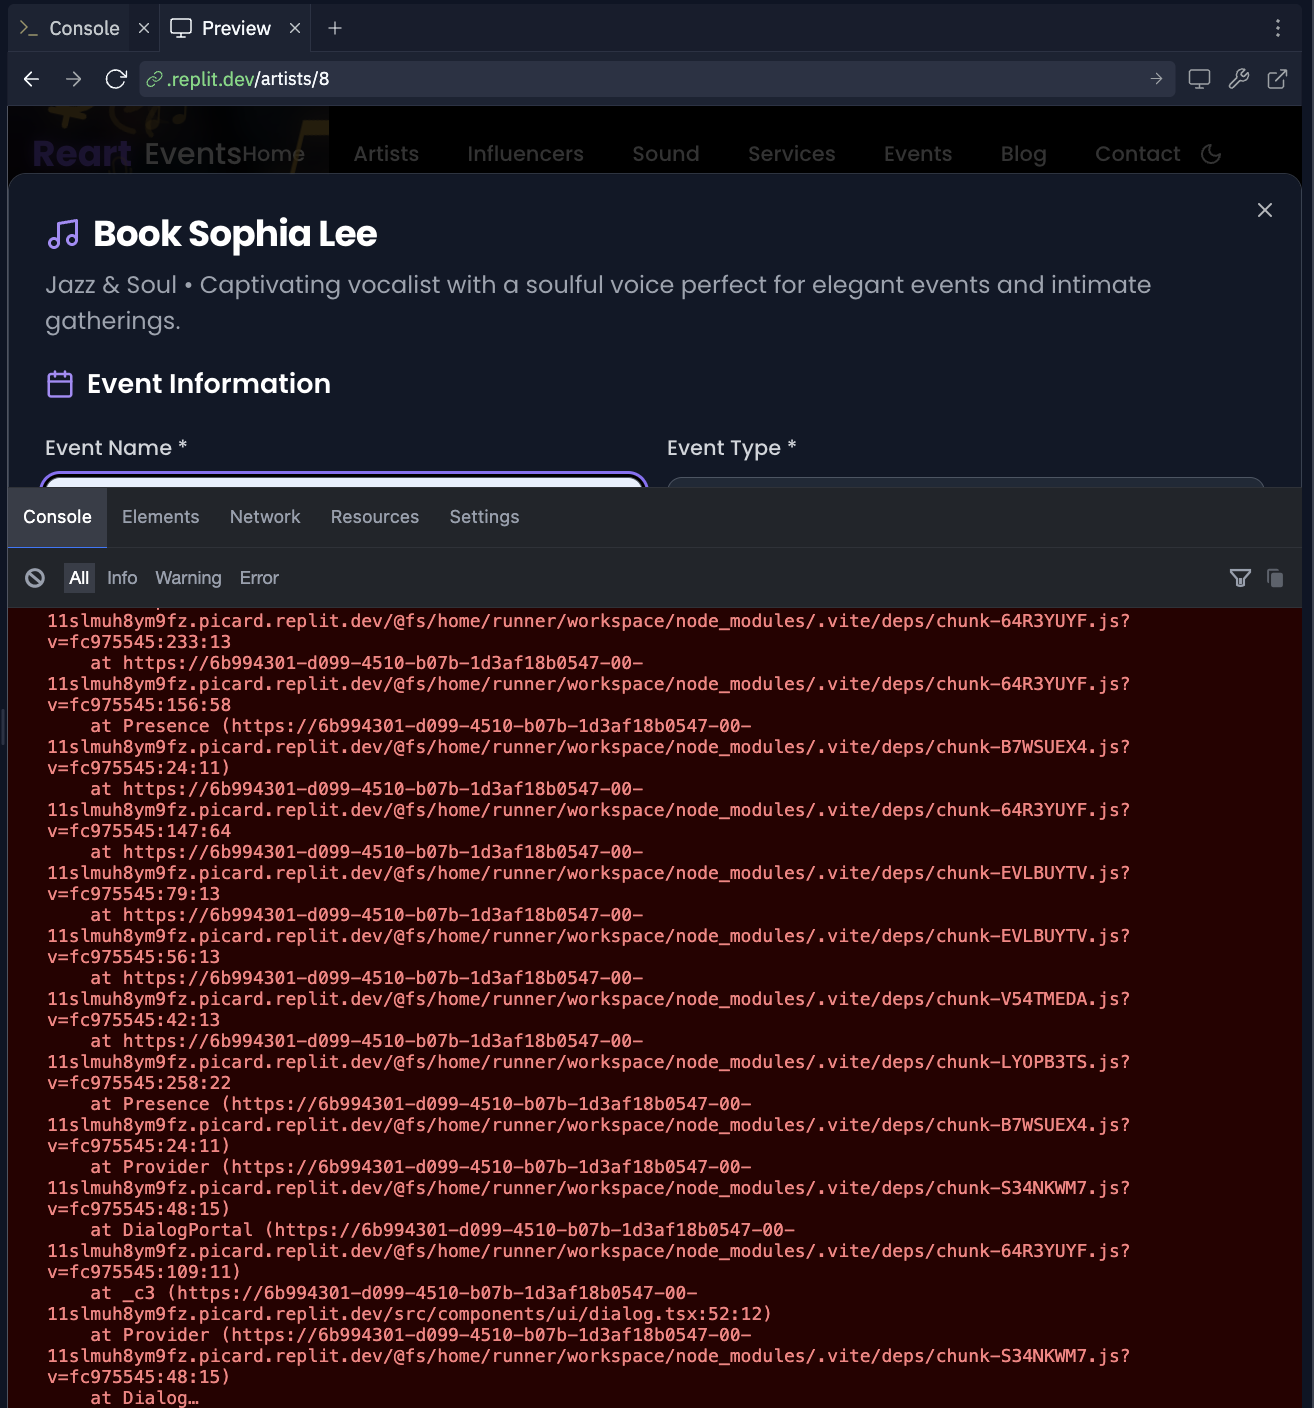 Console
Preview
.replit.dev/artists/8
Reart EventsHome Artists Influencers Sound Services Events Blog Contact
Book Sophia Lee
Jazz & Soul • Captivating vocalist with a soulful voice perfect for elegant events and intimate
gatherings.
Event Information
Event Name *
Event Type *
Console Elements Network Resources Settings
All Info Warning Error
11slmuh8ym9fz.picard.replit.dev/@fs/home/runner/workspace/node_modules/.vite/deps/chunk-64R3YUYF.js?
v=fc975545:233:13
at https://6b994301-d099-4510-b07b-1d3af18b0547-00-
11slmuh8ym9fz.picard.replit.dev/@fs/home/runner/workspace/node_modules/.vite/deps/chunk-64R3YUYF.js?
v=fc975545:156:58
at Presence (https://6b994301-d099-4510-b07b-1d3af18b0547-00-
11slmuh8ym9fz.picard.replit.dev/@fs/home/runner/workspace/node_modules/.vite/deps/chunk-B7WSUEX4.js?
v=fc975545:24:11)
at https://6b994301-d099-4510-b07b-1d3af18b0547-00-
11slmuh8ym9fz.picard.replit.dev/@fs/home/runner/workspace/node_modules/.vite/deps/chunk-64R3YUYF.js?
v=fc975545:147:64
at https://6b994301-d099-4510-b07b-1d3af18b0547-00-
11slmuh8ym9fz.picard.replit.dev/@fs/home/runner/workspace/node_modules/.vite/deps/chunk-EVLBUYTV.js?
v=fc975545:79:13
at https://6b994301-d099-4510-b07b-1d3af18b0547-00-
11slmuh8ym9fz.picard.replit.dev/@fs/home/runner/workspace/node_modules/.vite/deps/chunk-EVLBUYTV.js?
v=fc975545:56:13
at https://6b994301-d099-4510-b07b-1d3af18b0547-00-
11slmuh8ym9fz.picard.replit.dev/@fs/home/runner/workspace/node_modules/.vite/deps/chunk-V54TMEDA.js?
v=fc975545:42:13
at https://6b994301-d099-4510-b07b-1d3af18b0547-00-
11slmuh8ym9fz.picard.replit.dev/@fs/home/runner/workspace/node_modules/.vite/deps/chunk-LYOPB3TS.js?
v=fc975545:258:22
at Presence (https://6b994301-d099-4510-b07b-1d3af18b0547-00-
11slmuh8ym9fz.picard.replit.dev/@fs/home/runner/workspace/node_modules/.vite/deps/chunk-B7WSUEX4.js?
v=fc975545:24:11)
at Provider (https://6b994301-d099-4510-b07b-1d3af18b0547-00-
11slmuh8ym9fz.picard.replit.dev/@fs/home/runner/workspace/node_modules/.vite/deps/chunk-S34NKWM7.js?
v=fc975545:48:15)
at DialogPortal (https://6b994301-d099-4510-b07b-1d3af18b0547-00-
11slmuh8ym9fz.picard.replit.dev/@fs/home/runner/workspace/node_modules/.vite/deps/chunk-64R3YUYF.js?
v=fc975545:109:11)
at _c3 (https://6b994301-d099-4510-b07b-1d3af18b0547-00-
11slmuh8ym9fz.picard.replit.dev/src/components/ui/dialog.tsx:52:12)
at Provider (https://6b994301-d099-4510-b07b-1d3af18b0547-00-
11slmuh8ym9fz.picard.replit.dev/@fs/home/runner/workspace/node_modules/.vite/deps/chunk-S34NKWM7.js?
v=fc975545:48:15)
at Dialog…